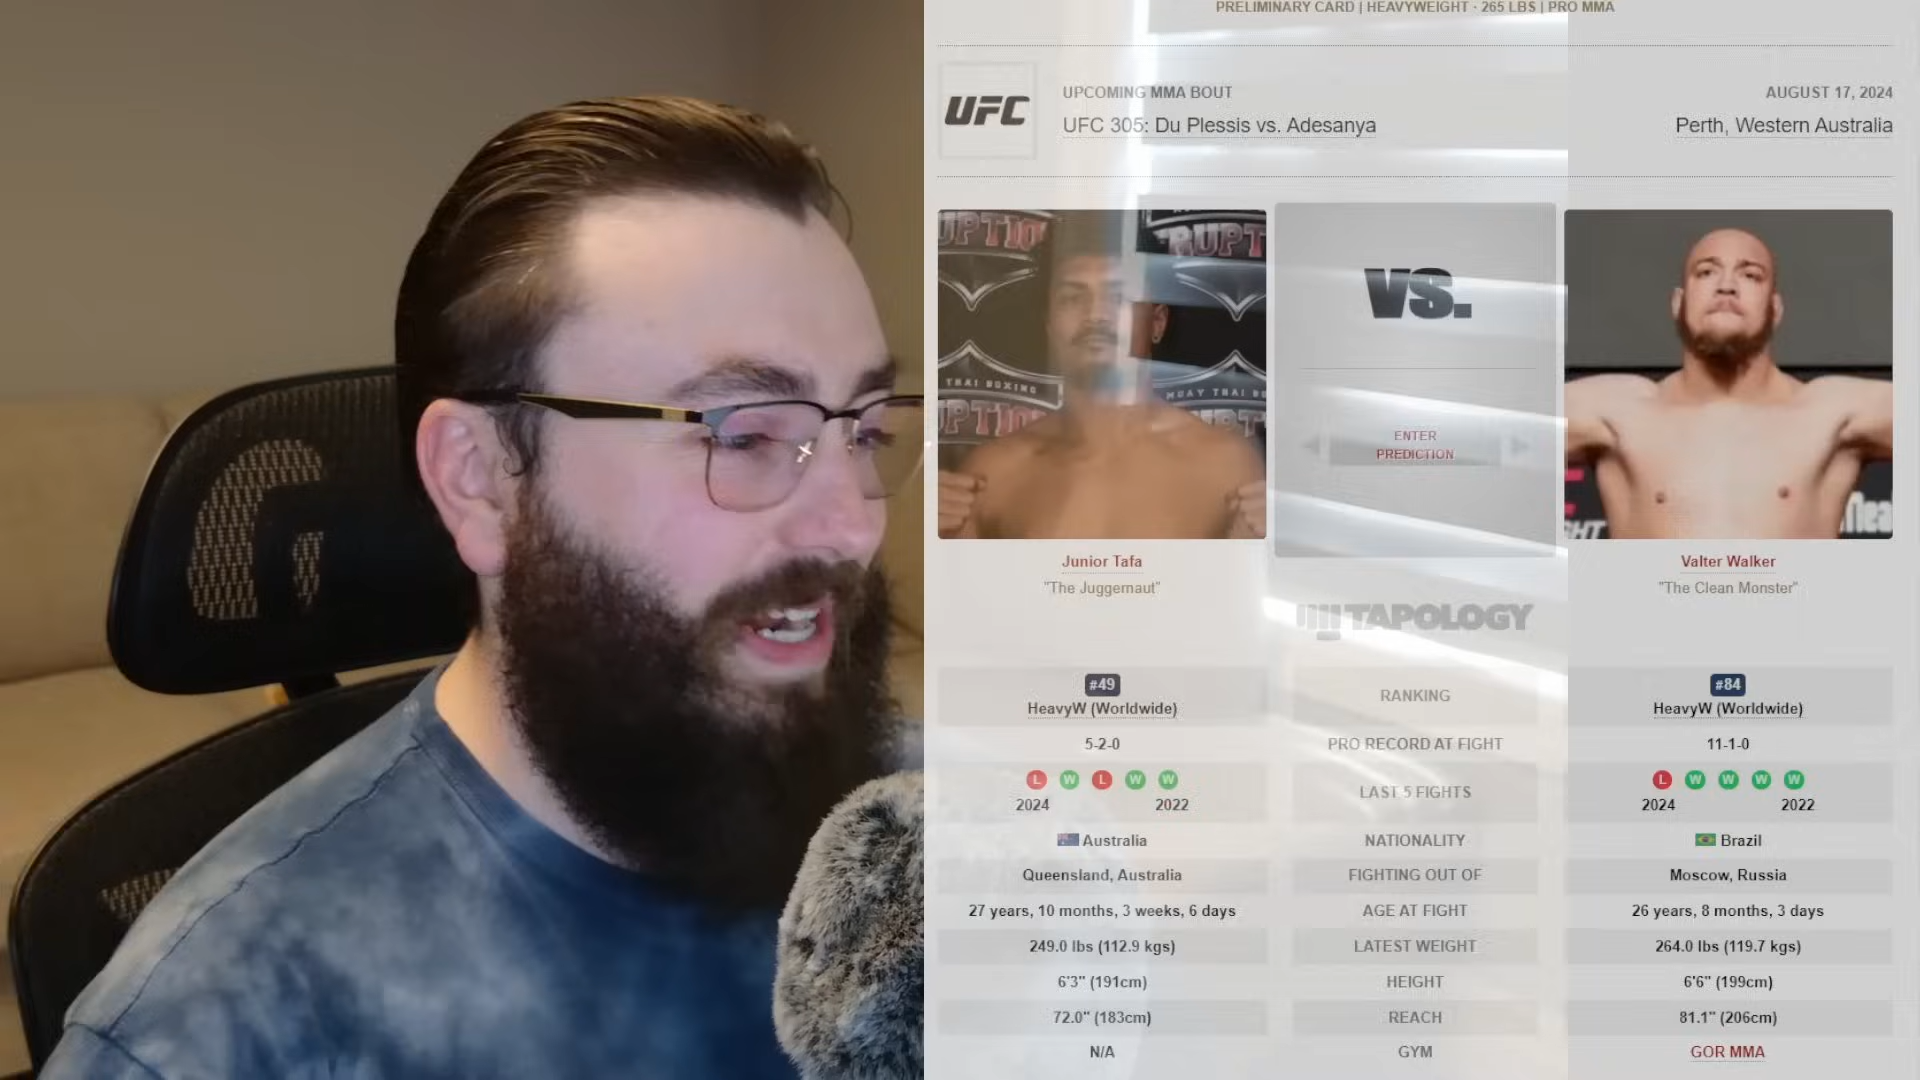 PRELIMINARY CARD | HEAVYWEIGHT · 265 LBS | PRO MMA
UFC
UPCOMING MMA BOUT
AUGUST 17, 2024
UFC 305: Du Plessis vs. Adesanya
Perth, Western Australia
RUPT
THAI BOXING
MUAY THAI
VS.
ENTER
PREDICTION
Junior Tafa
Valter Walker
"The Juggernaut"
"The Clean Monster"
TAPOLOGY
#49
RANKING
#84
HeavyW (Worldwide)
HeavyW (Worldwide)
5-2-0
PRO RECORD AT FIGHT
11-1-0
L W L W W
LAST 5 FIGHTS
L W W W W
2024 2022
2024 2022
Australia
NATIONALITY
Brazil
Queensland, Australia
FIGHTING OUT OF
Moscow, Russia
27 years, 10 months, 3 weeks, 6 days
AGE AT FIGHT
26 years, 8 months, 3 days
249.0 lbs (112.9 kgs)
LATEST WEIGHT
264.0 lbs (119.7 kgs)
6'3" (191cm)
HEIGHT
6'6" (199cm)
72.0" (183cm)
REACH
81.1" (206cm)
N/A
GYM
GOR MMA